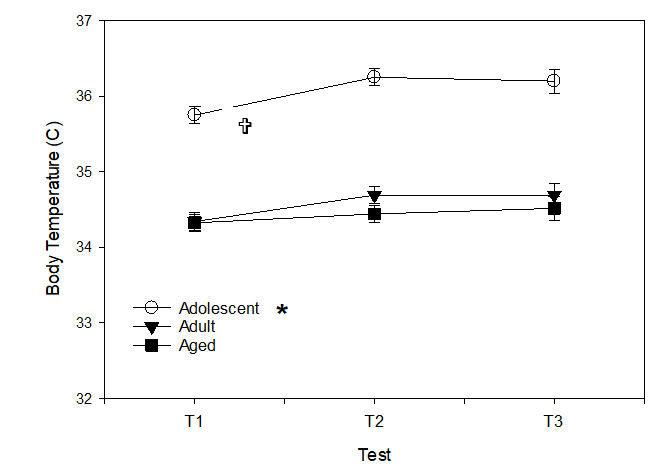 37
36
35
34
33
32
Body Temperature (C)
✞
Adolescent *
Adult
Aged
T1 T2 T3
Test